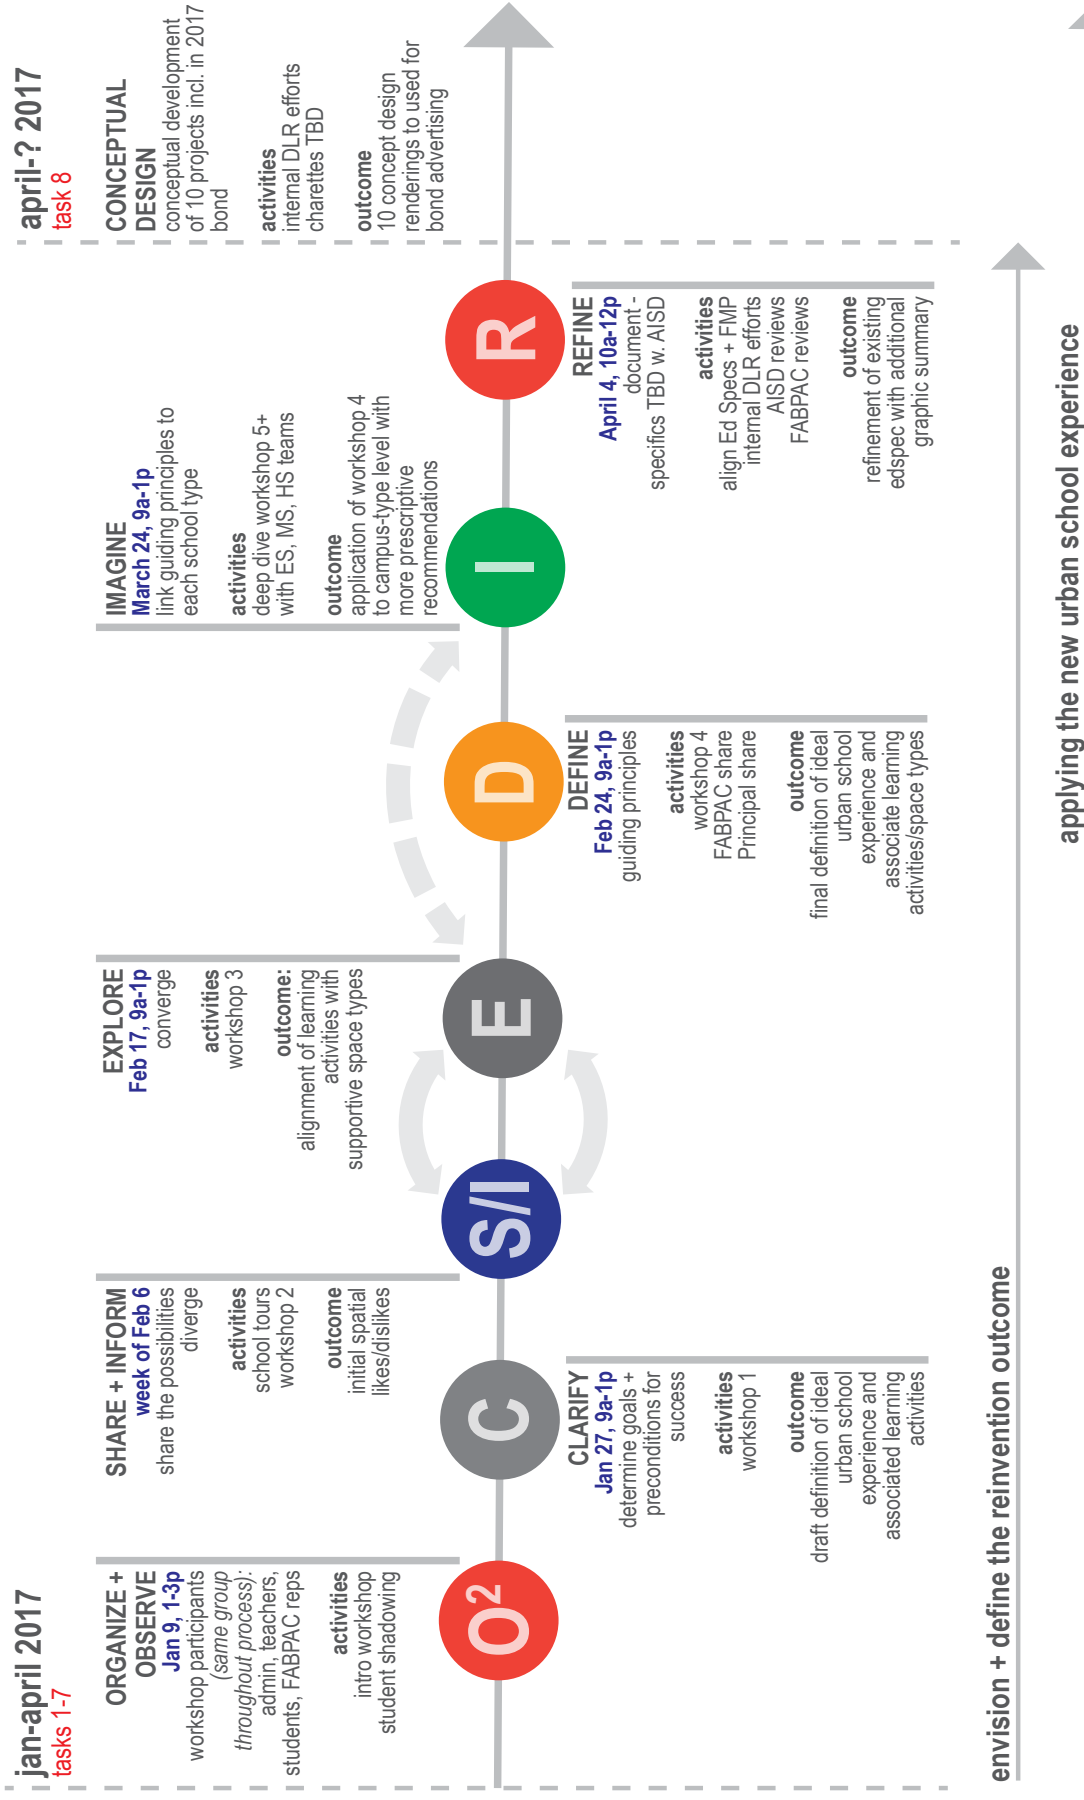 jan-april 2017
tasks 1-7
ORGANIZE +
OBSERVE
Jan 9, 1-3p
workshop participants
(same group
throughout process):
admin, teachers,
students, FABPAC reps
activities
intro workshop
student shadowing
O²
CLARIFY
Jan 27, 9a-1p
determine goals +
preconditions for
success
activities
workshop 1
outcome
draft definition of ideal
urban school
experience and
associated learning
activities
C
SHARE + INFORM
week of Feb 6
share the possibilities
diverge
activities
school tours
workshop 2
outcome
initial spatial
likes/dislikes
S/I
EXPLORE
Feb 17, 9a-1p
converge
activities
workshop 3
outcome:
alignment of learning
activities with
supportive space types
E
DEFINE
Feb 24, 9a-1p
guiding principles
activities
workshop 4
FABPAC share
Principal share
outcome
final definition of ideal
urban school
experience and
associate learning
activities/space types
D
IMAGINE
March 24, 9a-1p
link guiding principles to
each school type
activities
deep dive workshop 5+
with ES, MS, HS teams
outcome
application of workshop 4
to campus-type level with
more prescriptive
recommendations
I
REFINE
April 4, 10a-12p
document -
specifics TBD w. AISD
activities
align Ed Specs + FMP
internal DLR efforts
AISD reviews
FABPAC reviews
outcome
refinement of existing
edspec with additional
graphic summary
R
april-? 2017
task 8
CONCEPTUAL
DESIGN
conceptual development
of 10 projects incl. in 2017
bond
activities
internal DLR efforts
charettes TBD
outcome
10 concept design
renderings to used for
bond advertising
envision + define the reinvention outcome
applying the new urban school experience